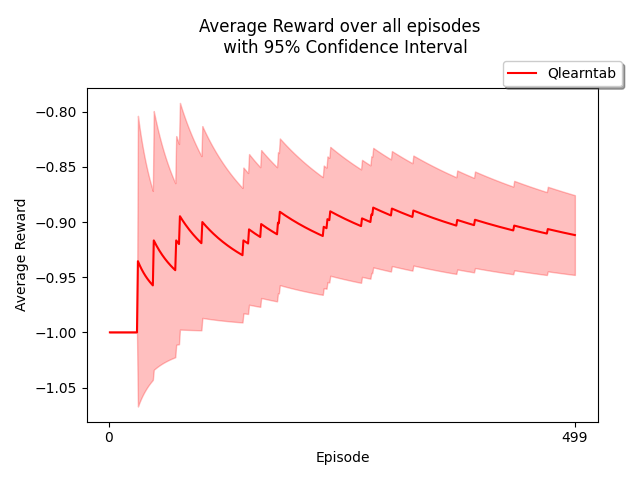 Average Reward over all episodes
with 95% Confidence Interval
Qlearntab
−0.80
−0.85
−0.90
−0.95
−1.00
−1.05
Average Reward
0
499
Episode